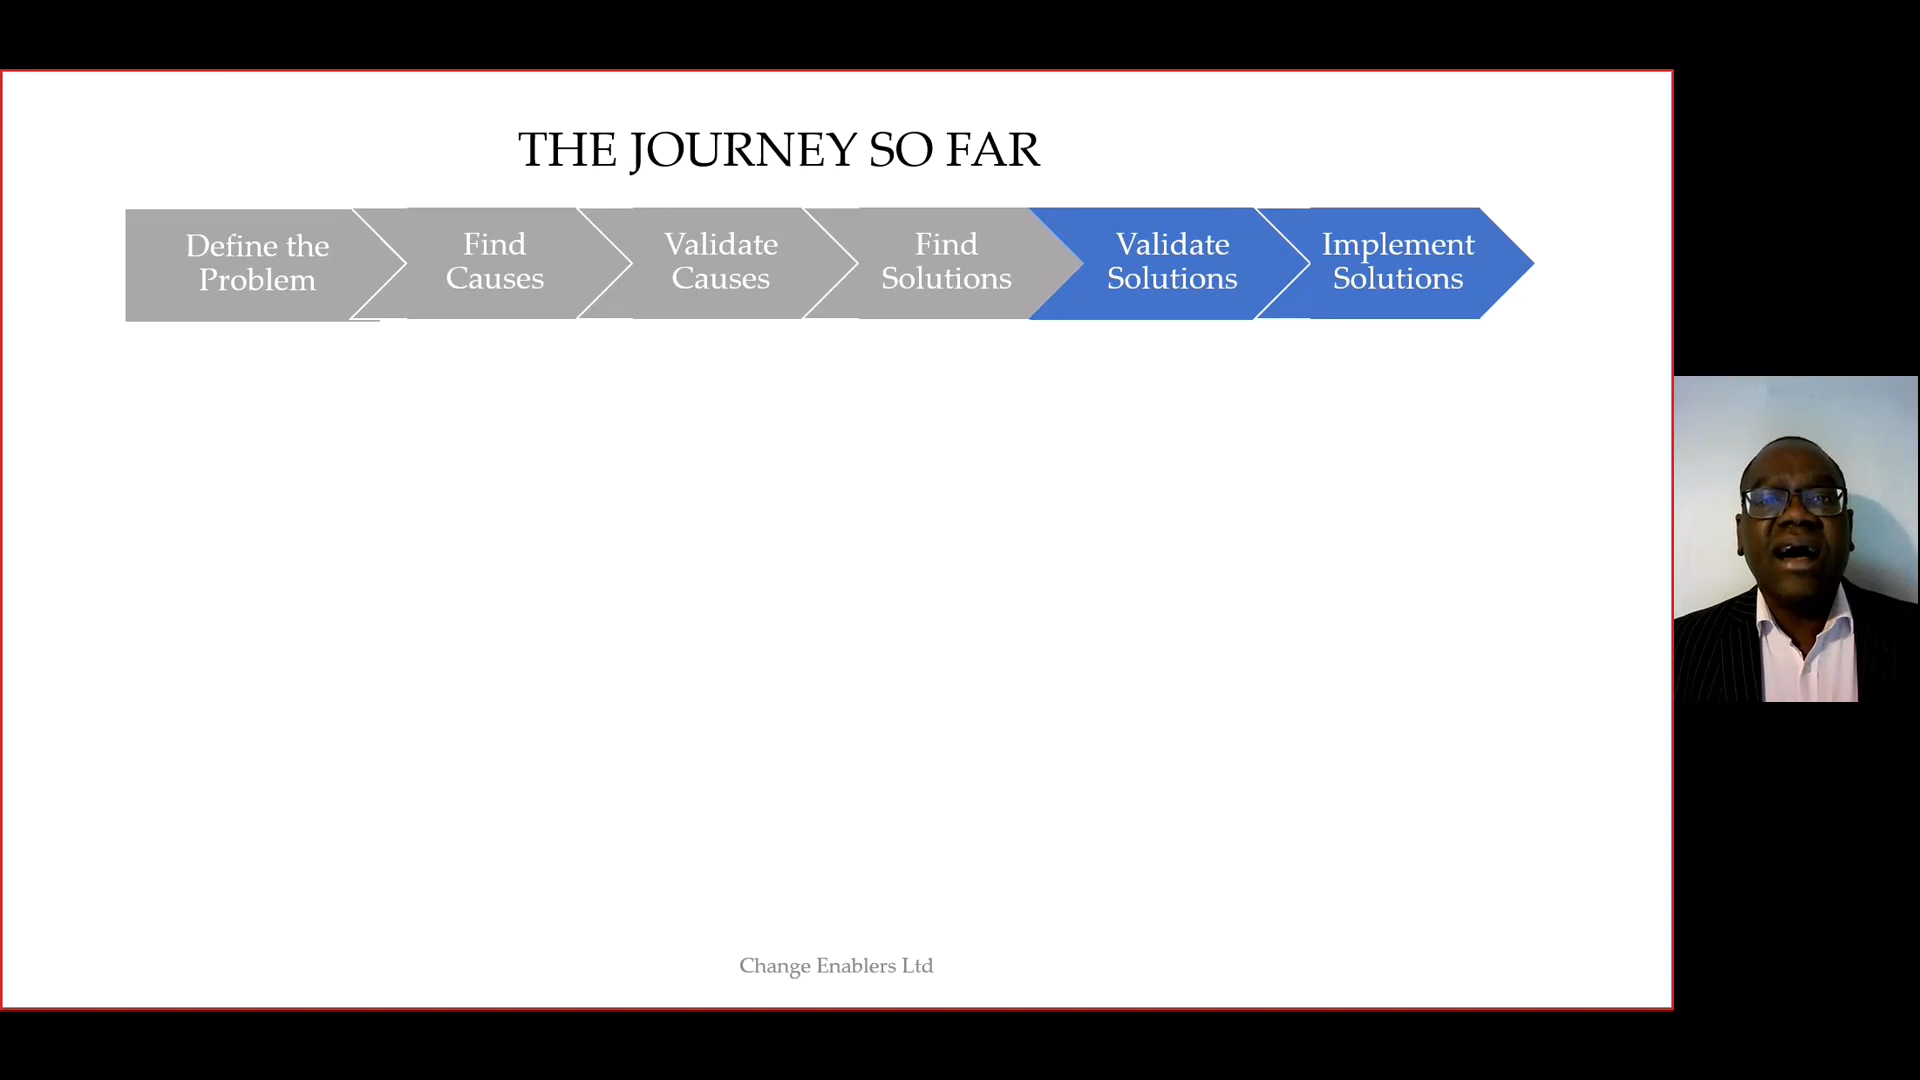 THE JOURNEY SO FAR
Define the
Problem
Find
Causes
Validate
Causes
Find
Solutions
Validate
Solutions
Implement
Solutions
Change Enablers Ltd